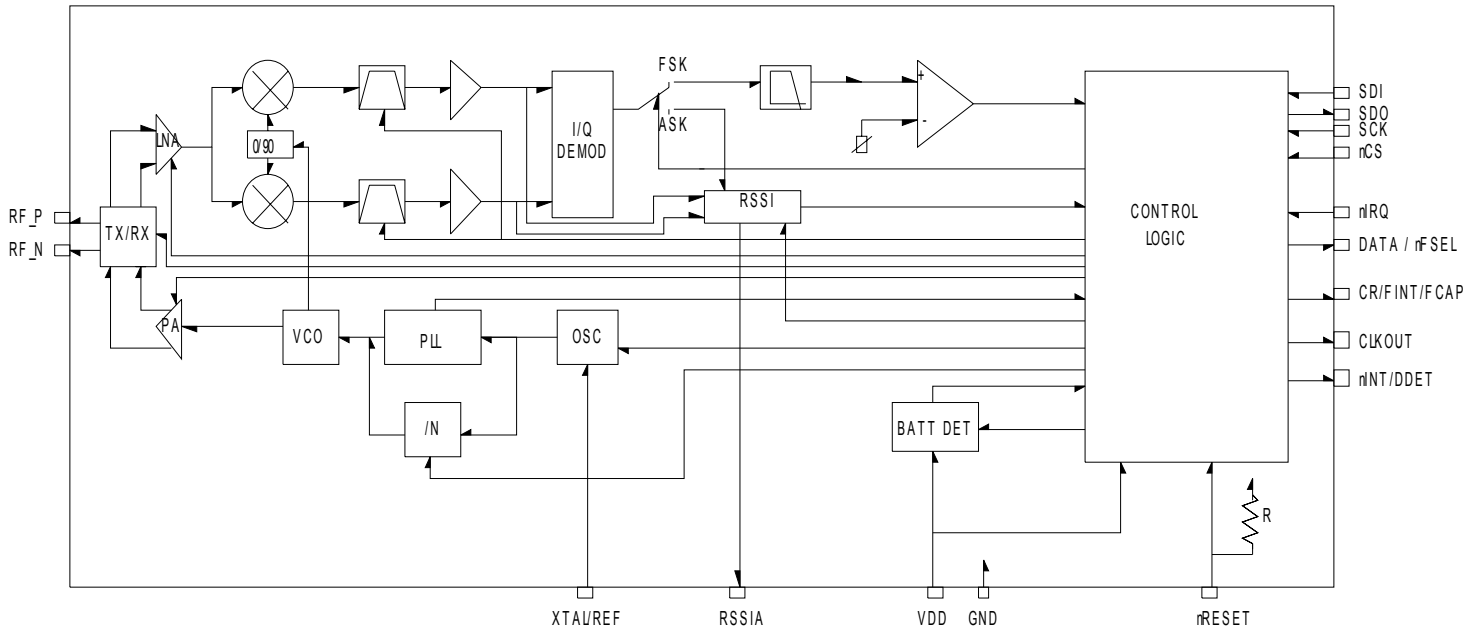 FSK
SDI
SDO
SCK
nCS
LNA
0/90
I/Q
DEMOD
ASK
+
-
RSSI
CONTROL
LOGIC
nIRQ
RF_P
RF_N
TX/RX
DATA / nFSEL
CR/FINT/FCAP
PA
VCO
PLL
OSC
CLKOUT
nINT/DDET
/N
BATT DET
R
XTAL/REF
RSSIA
VDD
GND
nRESET